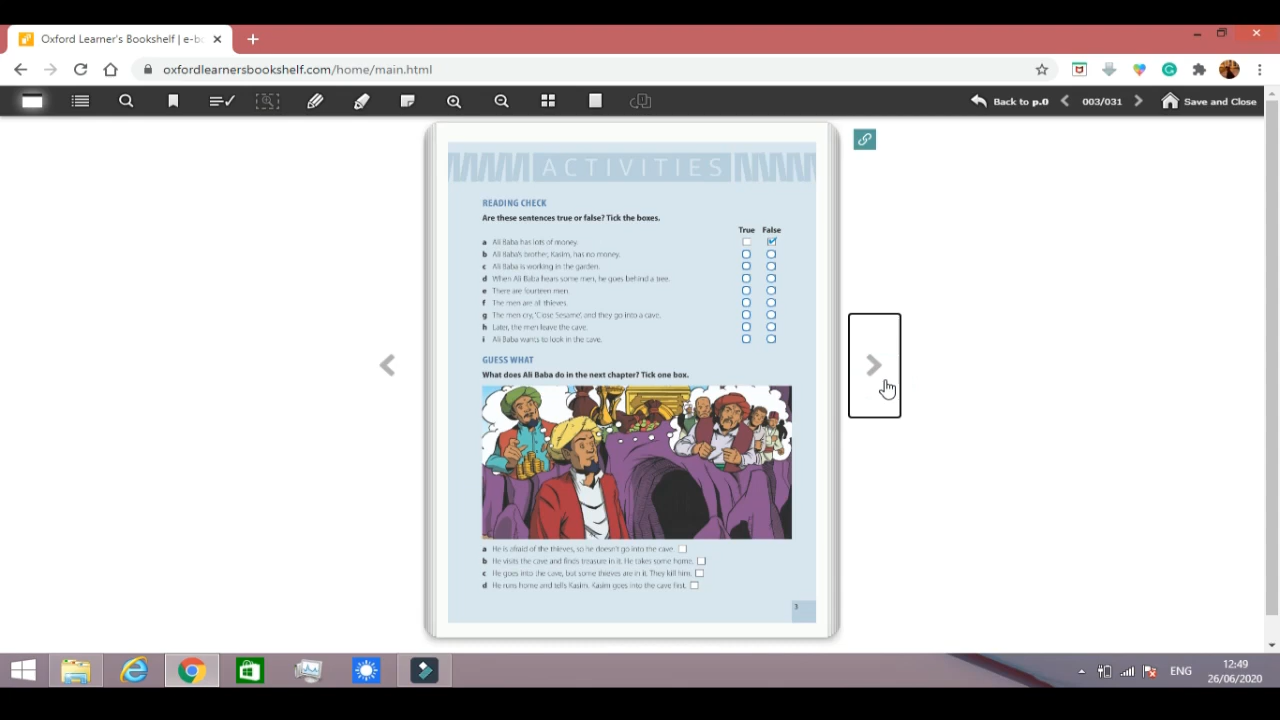 Oxford Learner's Bookshelf | e-bo
oxfordlearnersbookshelf.com/home/main.html
Back to p.0
003/031
Save and Close
ACTIVITIES
READING CHECK
Are these sentences true or false? Tick the boxes.
True False
a Ali Baba has lots of money.
b Ali Baba's brother, Kasim, has no money.
c Ali Baba is working in the garden.
d When Ali Baba hears some men, he goes behind a tree.
e There are fourteen men.
f The men are all thieves.
g The men cry, 'Close Sesame', and they go into a cave.
h Later, the men leave the cave.
i Ali Baba wants to look in the cave.
GUESS WHAT
What does Ali Baba do in the next chapter? Tick one box.
a He is afraid of the thieves, so he doesn't go into the cave.
b He visits the cave and finds treasure in it. He takes some home.
c He goes into the cave, but some thieves are in it. They kill him.
d He runs home and tells Kasim. Kasim goes into the cave first.
3
ENG
12:49
26/06/2020